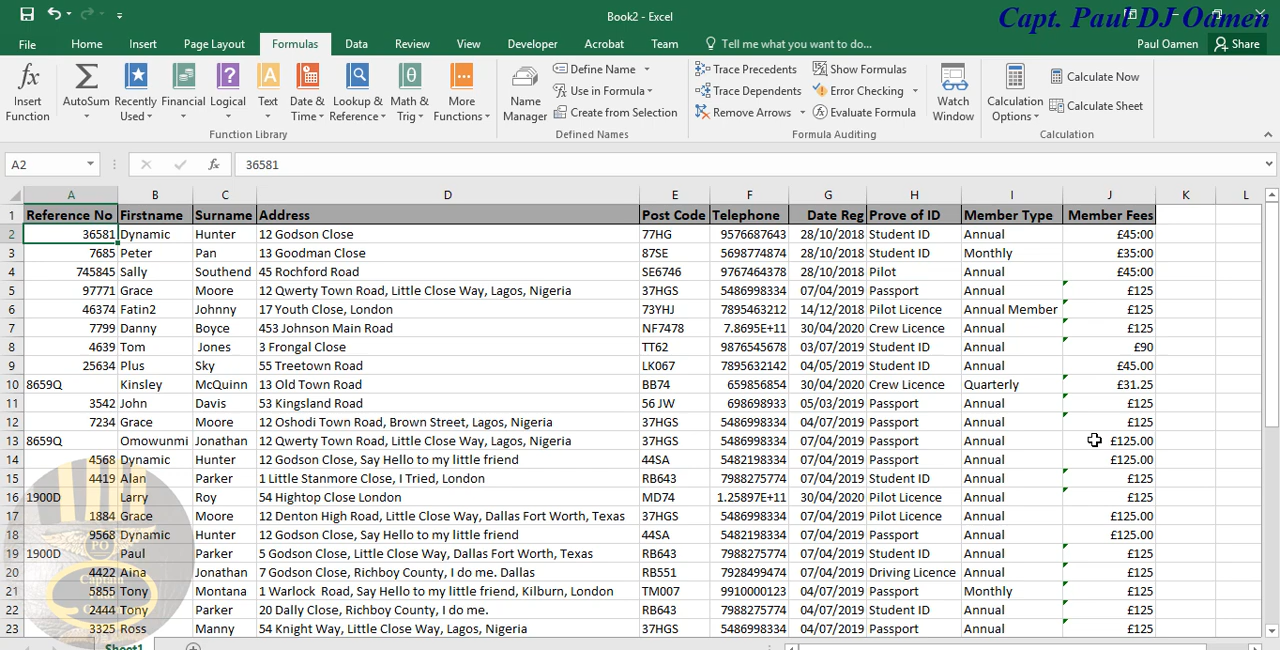 Book2 - Excel
Capt. Paul DJ Oamen
File Home Insert Page Layout Formulas Data Review View Developer Acrobat Team Tell me what you want to do... Paul Oamen Share
Insert Function AutoSum Recently Used Financial Logical Text Date & Time Lookup & Reference Math & Trig More Functions
Function Library
Name Manager Define Name Use in Formula Create from Selection
Defined Names
Trace Precedents Trace Dependents Remove Arrows Show Formulas Error Checking Evaluate Formula
Formula Auditing
Watch Window
Calculation Options Calculate Now Calculate Sheet
Calculation
A2 fx 36581
A B C D E F G H I J K L
1 Reference No Firstname Surname Address Post Code Telephone Date Reg Prove of ID Member Type Member Fees
2 36581 Dynamic Hunter 12 Godson Close 77HG 9576687643 28/10/2018 Student ID Annual £45:00
3 7685 Peter Pan 13 Goodman Close 87SE 5698774874 28/10/2018 Student ID Monthly £35:00
4 745845 Sally Southend 45 Rochford Road SE6746 9767464378 28/10/2018 Pilot Annual £45:00
5 97771 Grace Moore 12 Qwerty Town Road, Little Close Way, Lagos, Nigeria 37HGS 5486998334 07/04/2019 Passport Annual £125
6 46374 Fatin2 Johnny 17 Youth Close, London 73YHJ 7895463212 14/12/2018 Pilot Licence Annual Member £125
7 7799 Danny Boyce 453 Johnson Main Road NF7478 7.8695E+11 30/04/2020 Crew Licence Annual £125
8 4639 Tom Jones 3 Frongal Close TT62 9876545678 03/07/2019 Student ID Annual £90
9 25634 Plus Sky 55 Treetown Road LK067 7895632142 04/05/2019 Student ID Annual £45.00
10 8659Q Kinsley McQuinn 13 Old Town Road BB74 659856854 30/04/2020 Crew Licence Quarterly £31.25
11 3542 John Davis 53 Kingsland Road 56 JW 698698933 05/03/2019 Passport Annual £125
12 7234 Grace Moore 12 Oshodi Town Road, Brown Street, Lagos, Nigeria 37HGS 5486998334 07/04/2019 Passport Annual £125
13 8659Q Omowunmi Jonathan 12 Qwerty Town Road, Little Close Way, Lagos, Nigeria 37HGS 5486998334 07/04/2019 Passport Annual £125.00
14 4568 Dynamic Hunter 12 Godson Close, Say Hello to my little friend 44SA 5482198334 07/04/2019 Passport Annual £125.00
15 4419 Alan Parker 1 Little Stanmore Close, I Tried, London RB643 7988275774 07/04/2019 Student ID Annual £125
16 1900D Larry Roy 54 Hightop Close London MD74 1.25897E+11 30/04/2020 Pilot Licence Annual £125
17 1884 Grace Moore 12 Denton High Road, Little Close Way, Dallas Fort Worth, Texas 37HGS 5486998334 07/04/2019 Pilot Licence Annual £125.00
18 9568 Dynamic Hunter 12 Godson Close, Say Hello to my little friend 44SA 5482198334 07/04/2019 Passport Annual £125.00
19 1900D Paul Parker 5 Godson Close, Little Close Way, Dallas Fort Worth, Texas RB643 7988275774 07/04/2019 Student ID Annual £125
20 4422 Aina Jonathan 7 Godson Close, Richboy County, I do me. Dallas RB551 7928499474 07/04/2019 Driving Licence Annual £125
21 5855 Tony Montana 1 Warlock Road, Say Hello to my little friend, Kilburn, London TM007 9910000123 04/07/2019 Passport Monthly £125
22 2444 Tony Parker 20 Dally Close, Richboy County, I do me. RB643 7988275774 04/07/2019 Student ID Annual £125
23 3325 Ross Manny 54 Knight Way, Little Close Way, Lagos, Nigeria 37HGS 5486998334 04/07/2019 Passport Annual £125
Sheet1